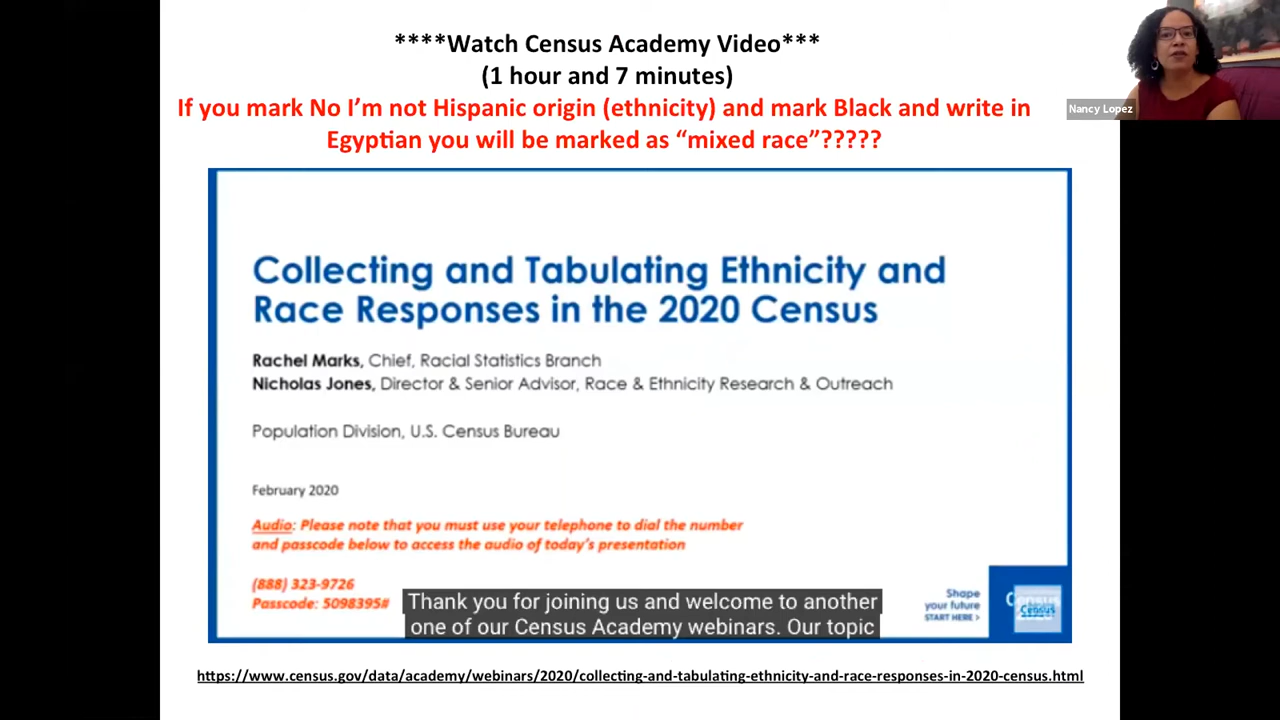 ****Watch Census Academy Video***
(1 hour and 7 minutes)
If you mark No I'm not Hispanic origin (ethnicity) and mark Black and write in
Egyptian you will be marked as “mixed race”?????
Nancy Lopez
Collecting and Tabulating Ethnicity and
Race Responses in the 2020 Census
Rachel Marks, Chief, Racial Statistics Branch
Nicholas Jones, Director & Senior Advisor, Race & Ethnicity Research & Outreach
Population Division, U.S. Census Bureau
February 2020
Audio: Please note that you must use your telephone to dial the number
and passcode below to access the audio of today's presentation
(888) 323-9726
Passcode: 5098395#
Thank you for joining us and welcome to another
one of our Census Academy webinars. Our topic
Shape
your future
START HERE >
Census
https://www.census.gov/data/academy/webinars/2020/collecting-and-tabulating-ethnicity-and-race-responses-in-2020-census.html